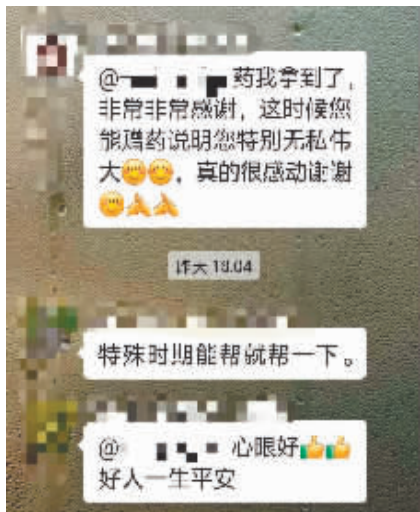 @ 药我拿到了，
非常非常感谢，这时候您
能赠药说明您特别无私伟
大😊😊，真的很感动谢谢
😊🙏🙏
昨天 18:04
特殊时期能帮就帮一下。
@ 心眼好👍👍
好人一生平安